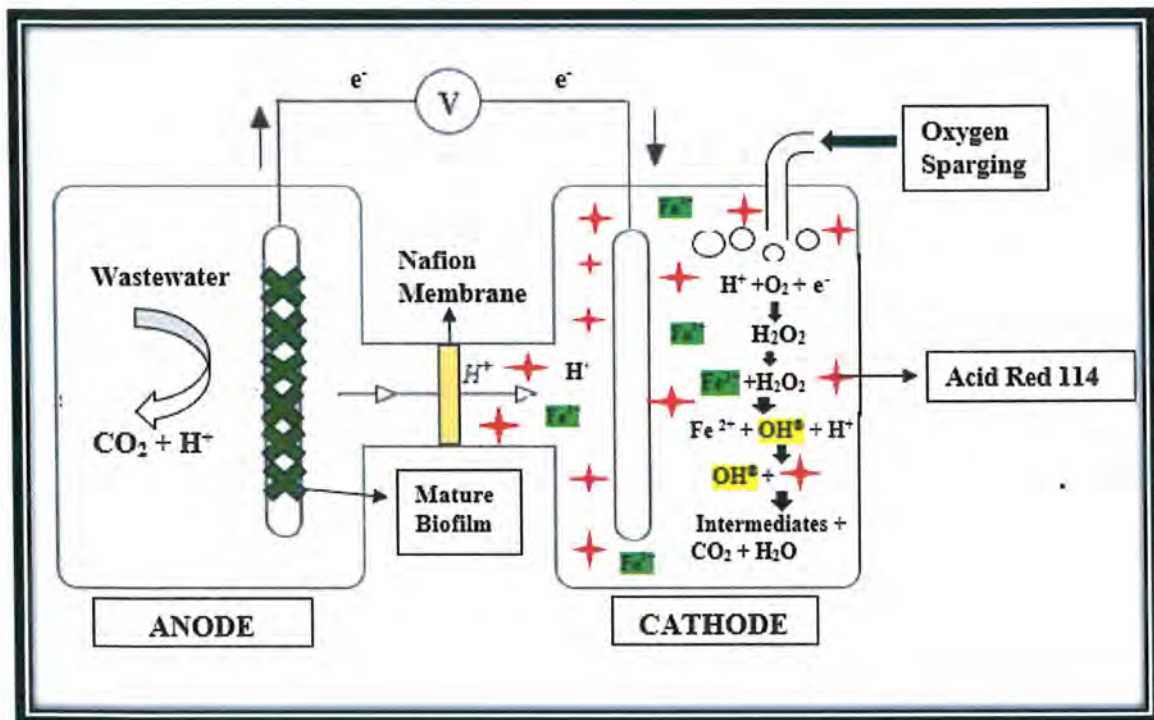 e⁻
V
e⁻
Oxygen
Sparging
Wastewater
CO₂ + H⁺
Nafion
Membrane
H⁺
H⁺
Mature
Biofilm
H⁺ +O₂ + e⁻
H₂O₂
+H₂O₂
Fe ²⁺ + OH® + H⁺
OH® +
Intermediates +
CO₂ + H₂O
Acid Red 114
ANODE
CATHODE